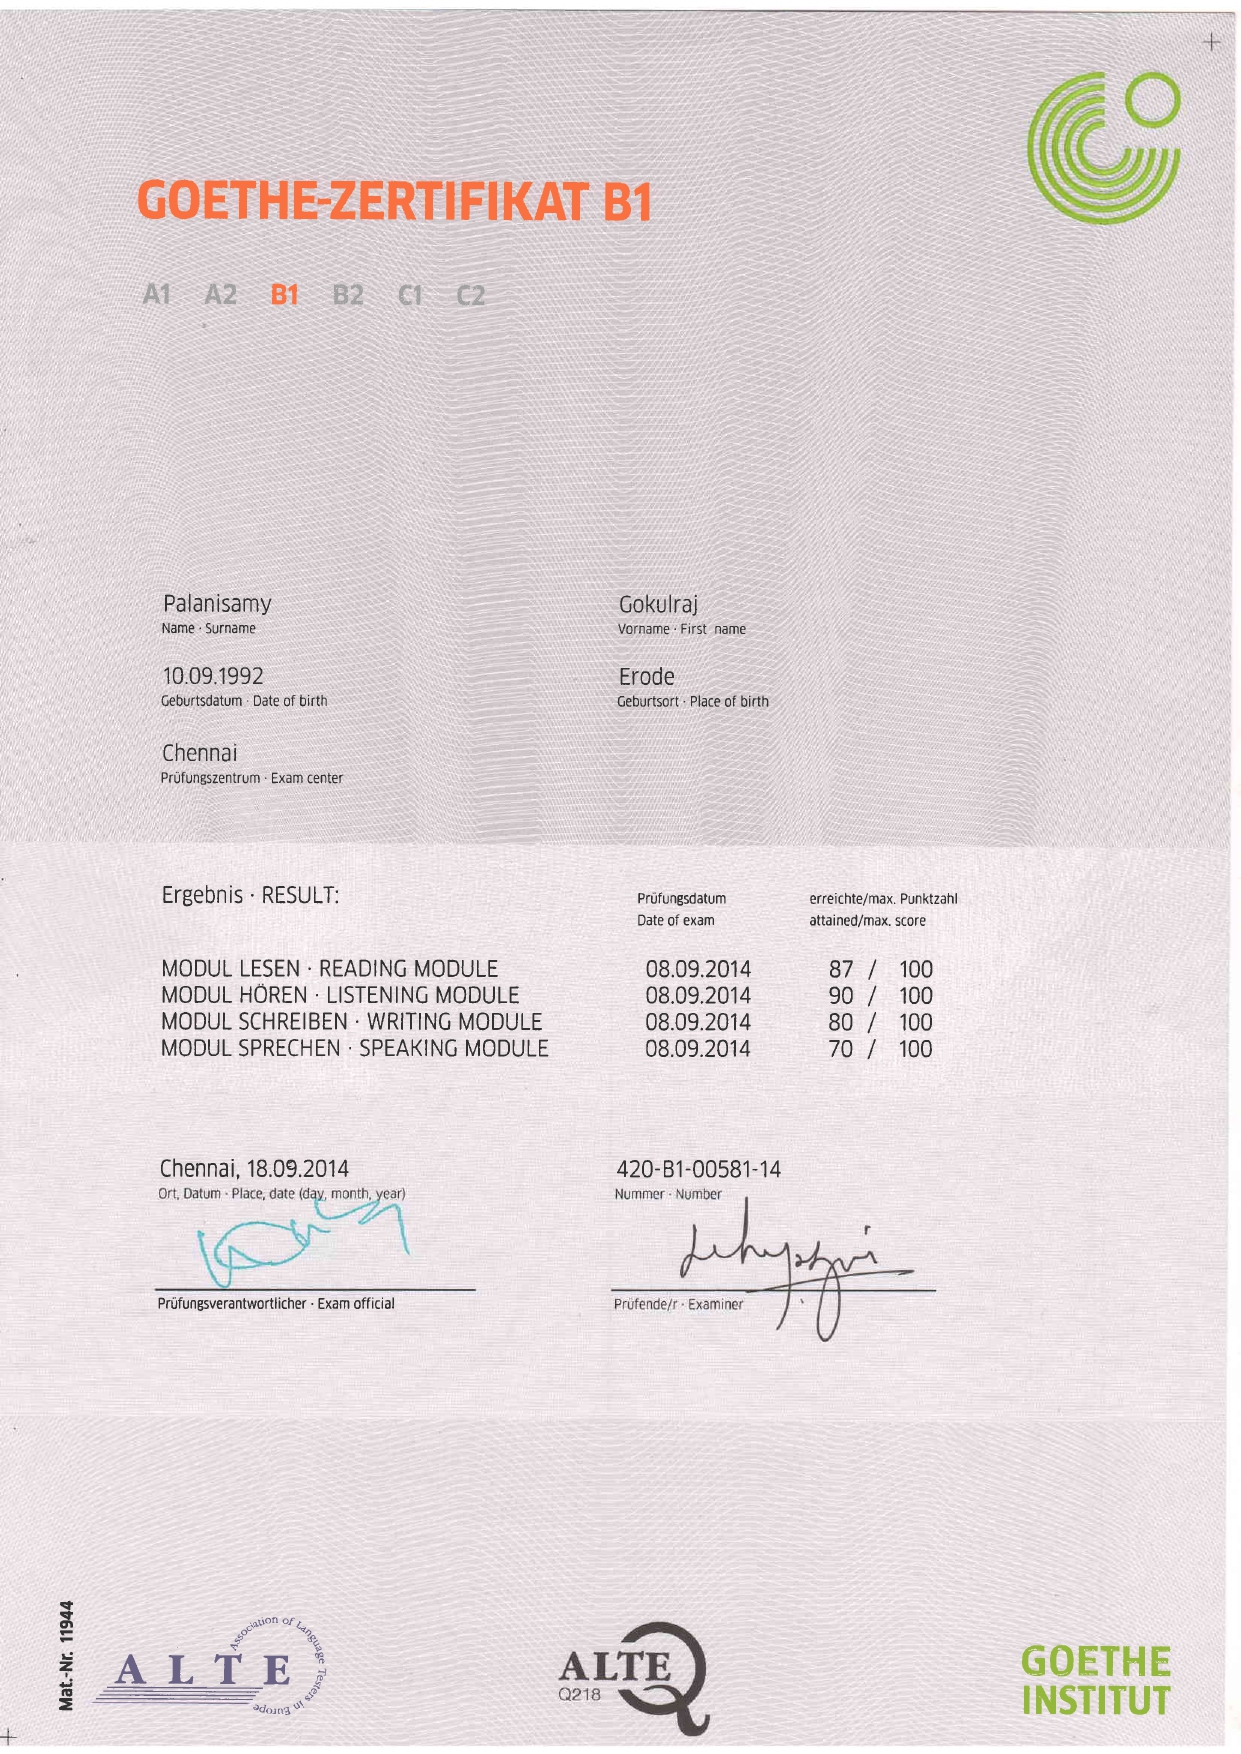 GOETHE-ZERTIFIKAT B1
A1 A2 B1 B2 C1 C2
Palanisamy
Name · Surname
Gokulraj
Vorname · First name
10.09.1992
Geburtsdatum · Date of birth
Erode
Geburtsort · Place of birth
Chennai
Prüfungszentrum · Exam center
Ergebnis · RESULT:
Prüfungsdatum
Date of exam
erreichte/max. Punktzahl
attained/max. score
MODUL LESEN · READING MODULE 08.09.2014 87 / 100
MODUL HÖREN · LISTENING MODULE 08.09.2014 90 / 100
MODUL SCHREIBEN · WRITING MODULE 08.09.2014 80 / 100
MODUL SPRECHEN · SPEAKING MODULE 08.09.2014 70 / 100
Chennai, 18.09.2014
Ort, Datum · Place, date (day, month, year)
420-B1-00581-14
Nummer · Number
Prüfungsverantwortlicher · Exam official
Prüfende/r · Examiner
Mat.-Nr. 11944
ALTE
Association of Language Testers in Europe
ALTE
Q218
GOETHE
INSTITUT